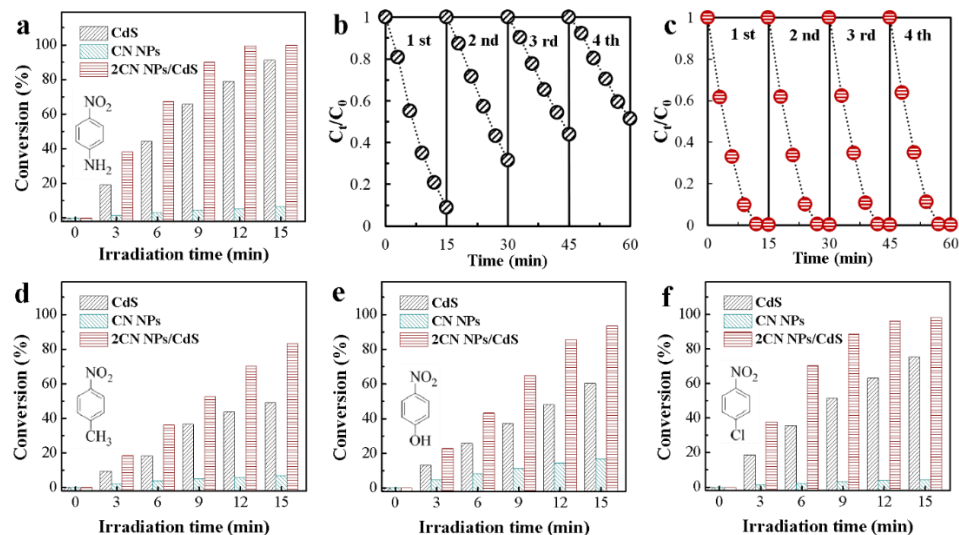 a
Conversion (%)
100
80
60
40
20
0
CdS
CN NPs
2CN NPs/CdS
NO2
NH2
0 3 6 9 12 15
Irradiation time (min)
b
Ct/C0
1
0.8
0.6
0.4
0.2
0
1 st 2 nd 3 rd 4 th
0 15 30 45 60
Time (min)
c
Ct/C0
1
0.8
0.6
0.4
0.2
0
1 st 2 nd 3 rd 4 th
0 15 30 45 60
Time (min)
d
Conversion (%)
100
80
60
40
20
0
CdS
CN NPs
2CN NPs/CdS
NO2
CH3
0 3 6 9 12 15
Irradiation time (min)
e
Conversion (%)
100
80
60
40
20
0
CdS
CN NPs
2CN NPs/CdS
NO2
OH
0 3 6 9 12 15
Irradiation time (min)
f
Conversion (%)
100
80
60
40
20
0
CdS
CN NPs
2CN NPs/CdS
NO2
Cl
0 3 6 9 12 15
Irradiation time (min)